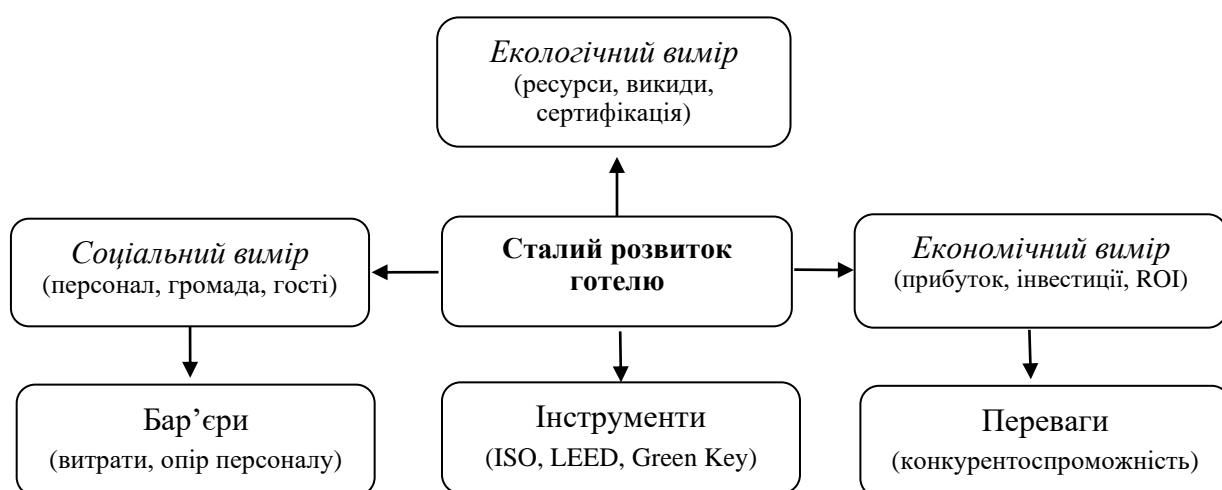 Екологічний вимір
(ресурси, викиди,
сертифікація)
Соціальний вимір
(персонал, громада, гості)
Сталий розвиток
готелю
Економічний вимір
(прибуток, інвестиції, ROI)
Бар’єри
(витрати, опір персоналу)
Інструменти
(ISO, LEED, Green Key)
Переваги
(конкурентоспроможність)